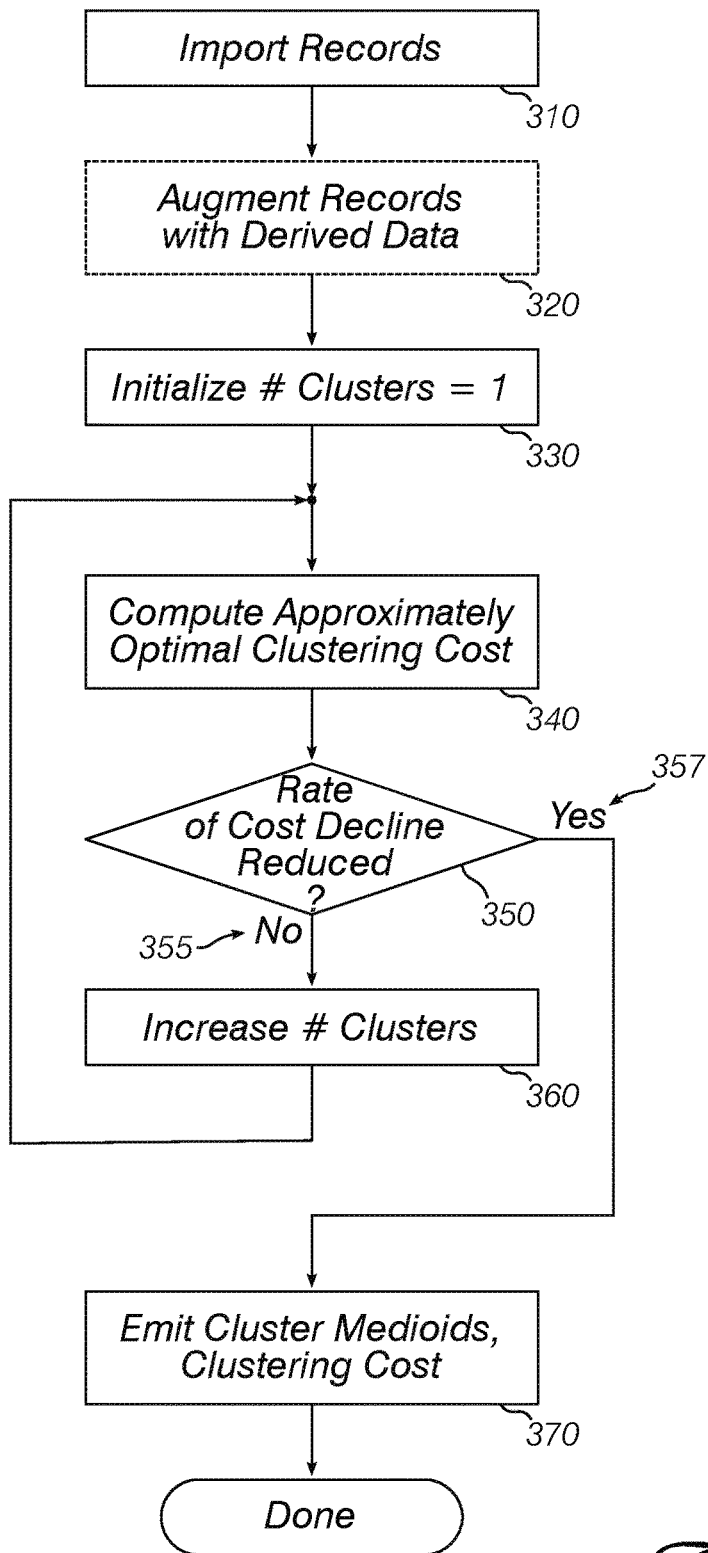 Import Records
310
Augment Records
with Derived Data
320
Initialize # Clusters = 1
330
Compute Approximately
Optimal Clustering Cost
340
357
Rate
of Cost Decline
Reduced
?
Yes
350
355
No
Increase # Clusters
360
Emit Cluster Medioids,
Clustering Cost
370
Done